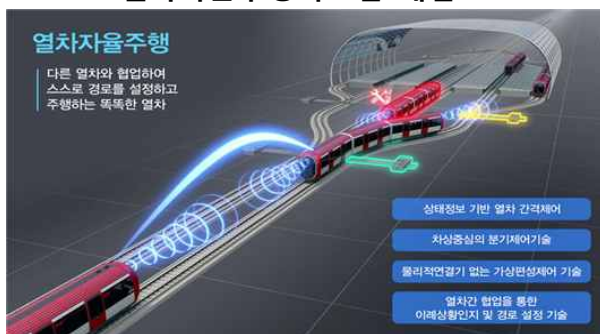 열차자율주행
다른 열차와 협업하여
스스로 경로를 설정하고
주행하는 똑똑한 열차
상태정보 기반 열차 간격제어
차상중심의 분기제어기술
물리적연결기 없는 가상편성제어 기술
열차간 협업을 통한
이례상황인지 및 경로 설정 기술